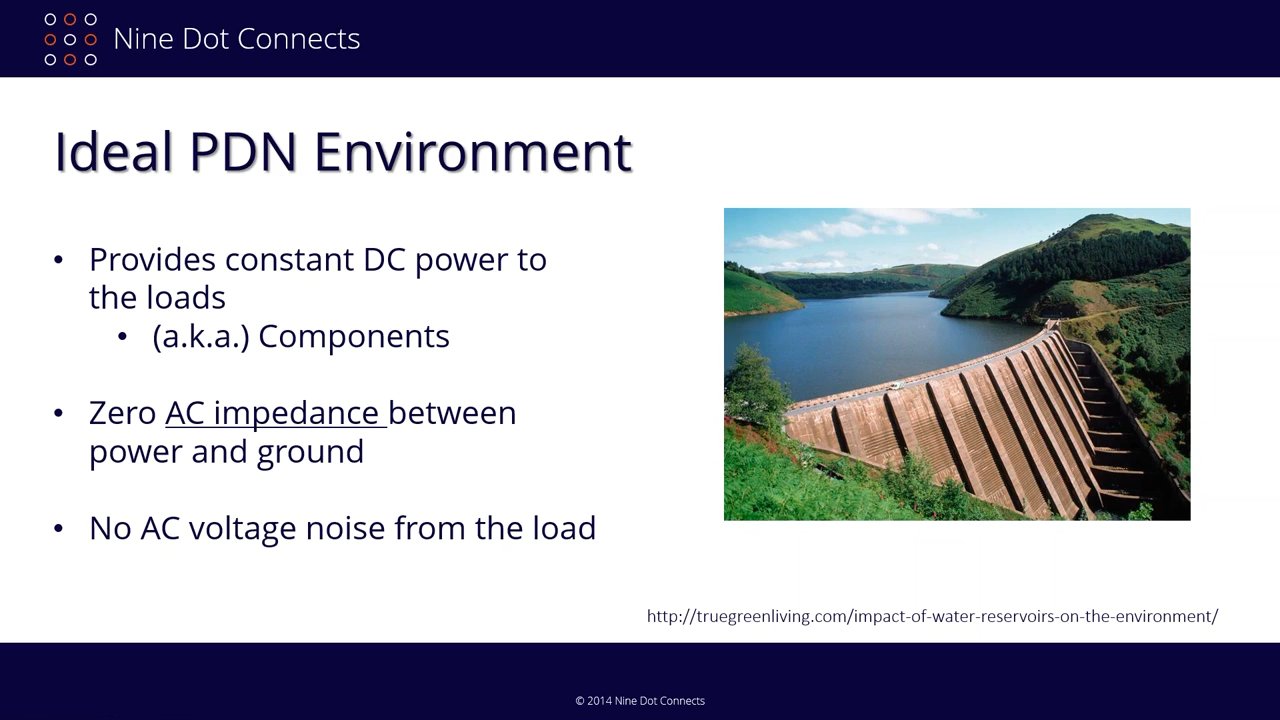 Nine Dot Connects
Ideal PDN Environment
• Provides constant DC power to
the loads
• (a.k.a.) Components
• Zero AC impedance between
power and ground
• No AC voltage noise from the load
http://truegreenliving.com/impact-of-water-reservoirs-on-the-environment/
© 2014 Nine Dot Connects